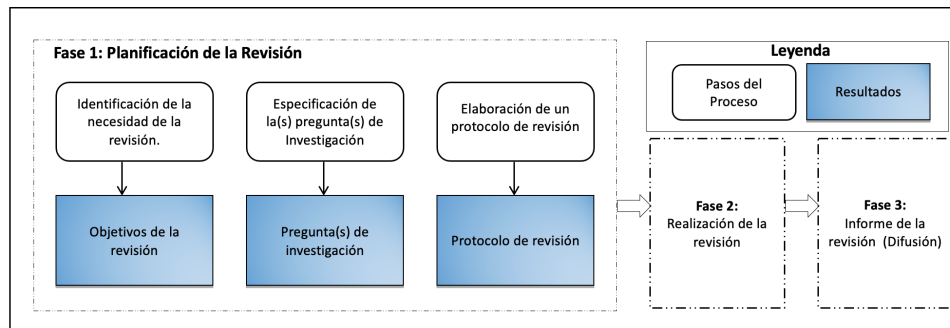 Fase 1: Planificación de la Revisión
Identificación de la
necesidad de la
revisión.
Especificación de
la(s) pregunta(s) de
Investigación
Elaboración de un
protocolo de revisión
Objetivos de la
revisión
Pregunta(s) de
investigación
Protocolo de revisión
Leyenda
Pasos del
Proceso
Resultados
Fase 2:
Realización de la
revisión
Fase 3:
Informe de la
revisión (Difusión)